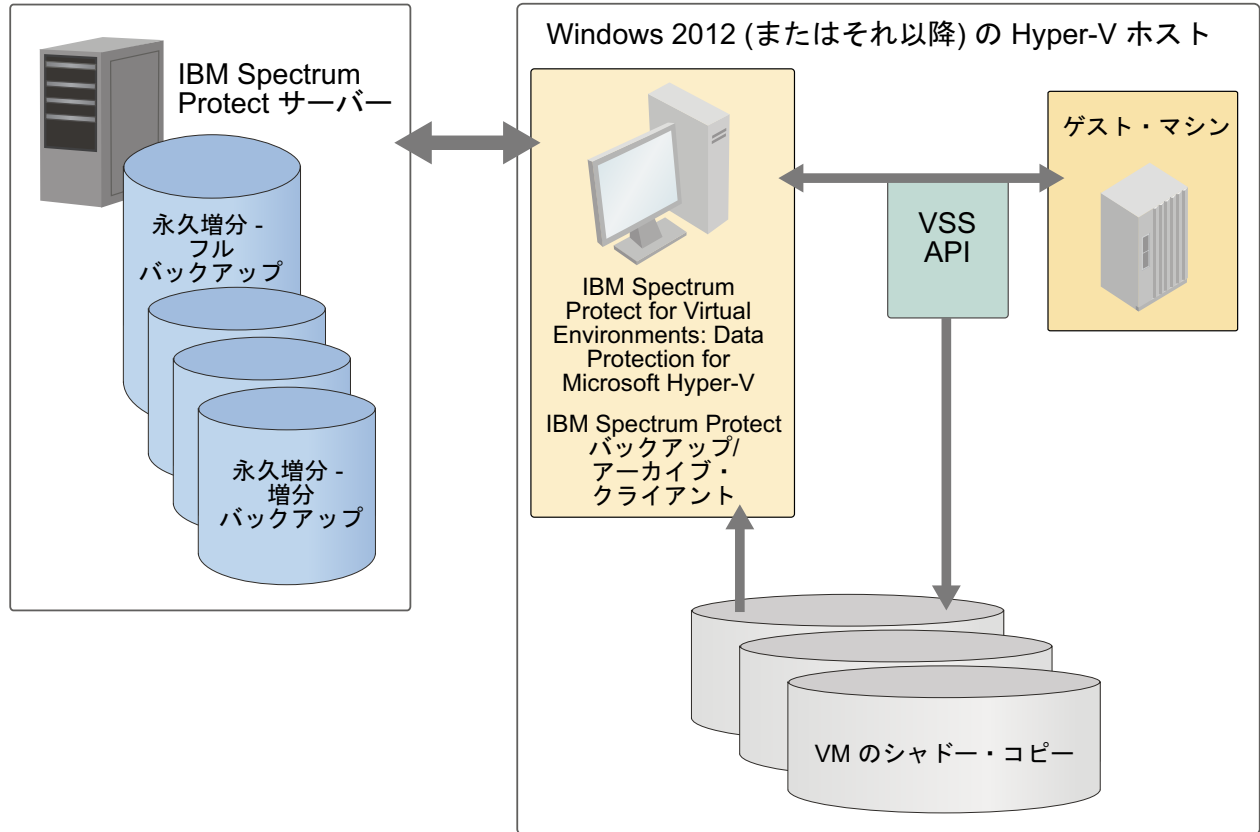 IBM Spectrum
Protect サーバー
永久増分 -
フル
バックアップ
永久増分 -
増分
バックアップ
Windows 2012 (またはそれ以降) の Hyper-V ホスト
IBM Spectrum
Protect for Virtual
Environments: Data
Protection for
Microsoft Hyper-V
IBM Spectrum Protect
バックアップ/
アーカイブ・
クライアント
VSS
API
ゲスト・マシン
VM のシャドー・コピー